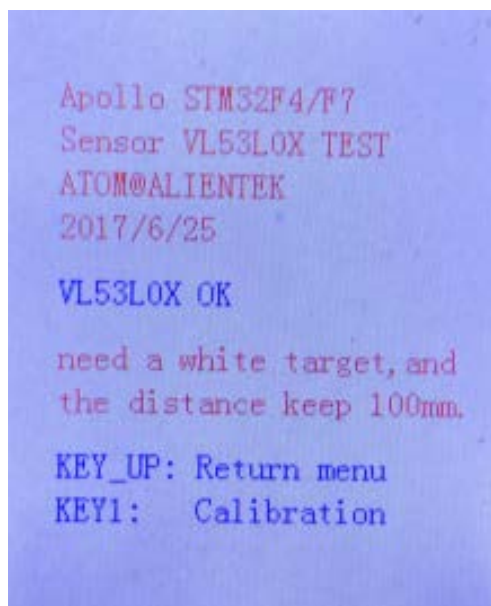 Apollo STM32F4/F7
Sensor VL53L0X TEST
ATOM@ALIENTEK
2017/6/25
VL53L0X OK
need a white target,and
the distance keep 100mm.
KEY_UP: Return menu
KEY1: Calibration